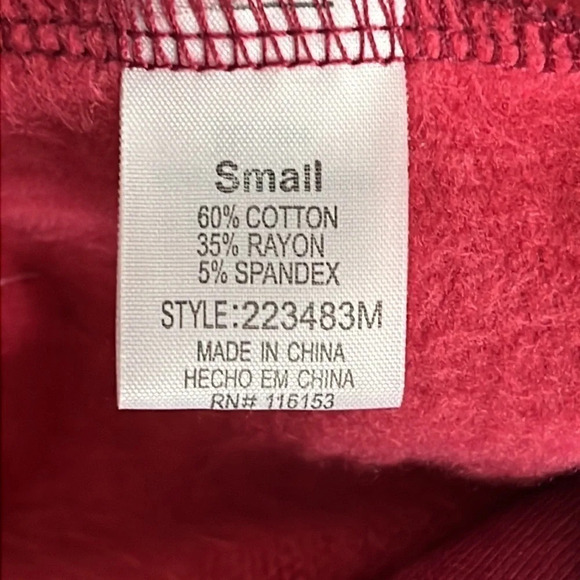 Small
60% COTTON
35% RAYON
5% SPANDEX
STYLE:223483M
MADE IN CHINA
HECHO EM CHINA
RN# 116153